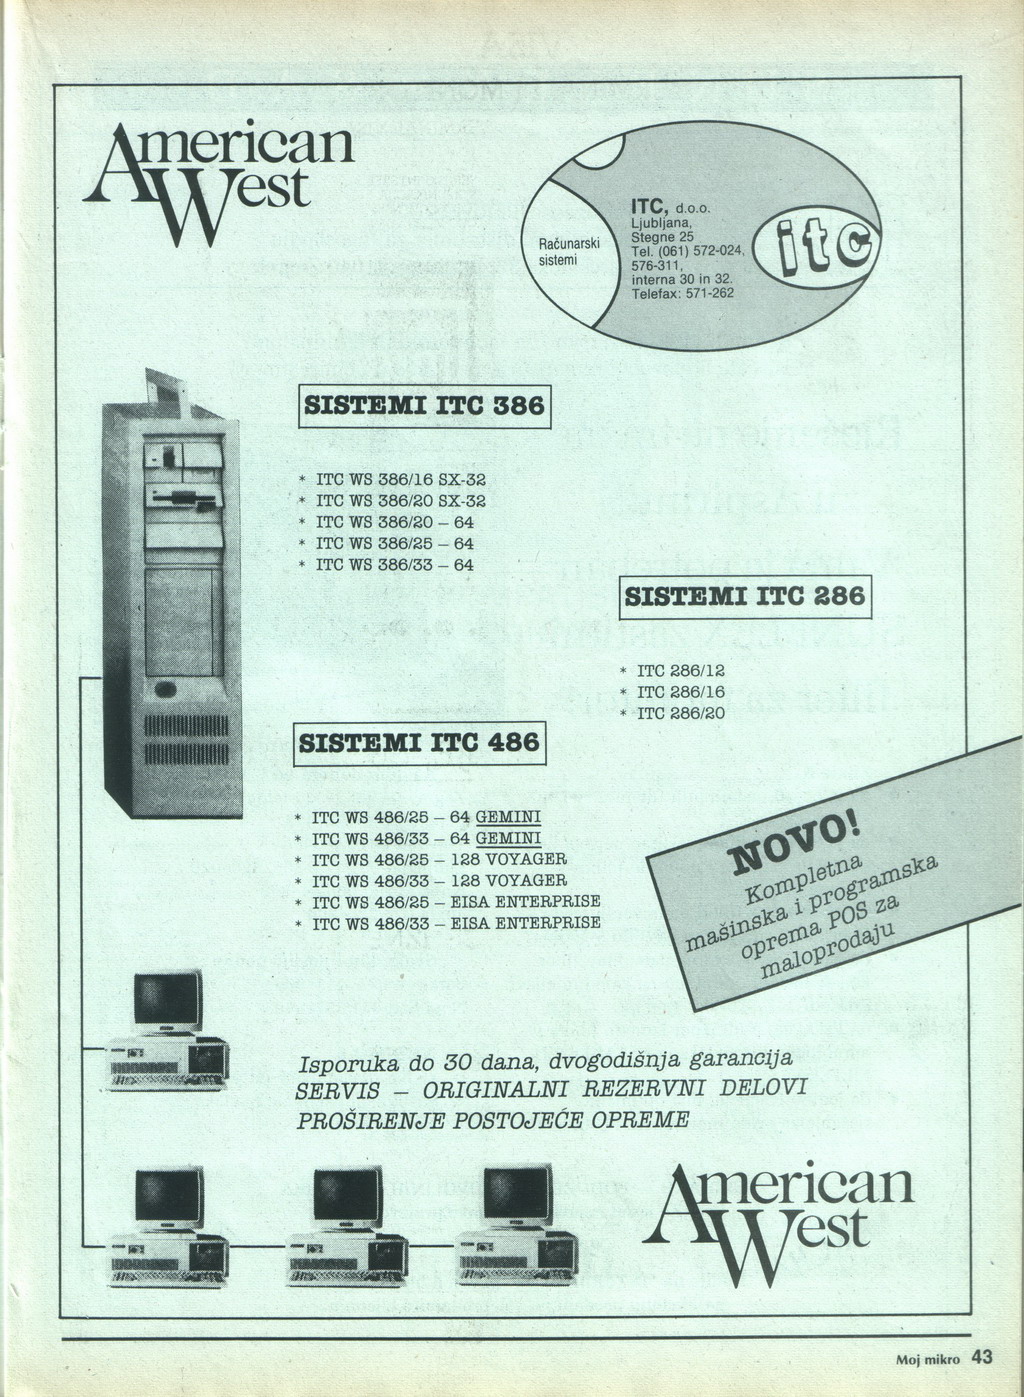 American
West
Računarski
sistemi
ITC, d.o.o.
Ljubljana,
Stegne 25
Tel. (061) 572-024,
576-311,
interna 30 in 32.
Telefax: 571-262
itc
SISTEMI ITC 386
* ITC WS 386/16 SX-32
* ITC WS 386/20 SX-32
* ITC WS 386/20 – 64
* ITC WS 386/25 – 64
* ITC WS 386/33 – 64
SISTEMI ITC 286
* ITC 286/12
* ITC 286/16
* ITC 286/20
SISTEMI ITC 486
* ITC WS 486/25 – 64 GEMINI
* ITC WS 486/33 – 64 GEMINI
* ITC WS 486/25 – 128 VOYAGER
* ITC WS 486/33 – 128 VOYAGER
* ITC WS 486/25 – EISA ENTERPRISE
* ITC WS 486/33 – EISA ENTERPRISE
NOVO!
Kompletna
mašinska i programska
oprema POS za
maloprodaju
Isporuka do 30 dana, dvogodišnja garancija
SERVIS – ORIGINALNI REZERVNI DELOVI
PROŠIRENJE POSTOJEĆE OPREME
American
West
Moj mikro 43